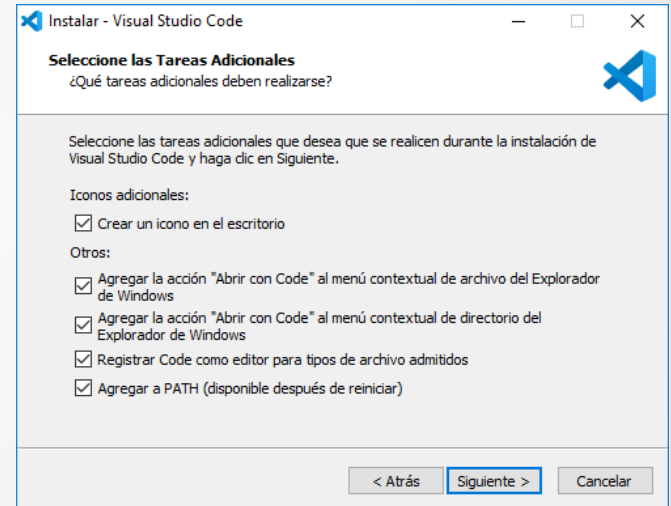 Instalar - Visual Studio Code
Seleccione las Tareas Adicionales
¿Qué tareas adicionales deben realizarse?
Seleccione las tareas adicionales que desea que se realicen durante la instalación de
Visual Studio Code y haga clic en Siguiente.
Iconos adicionales:
Crear un icono en el escritorio
Otros:
Agregar la acción "Abrir con Code" al menú contextual de archivo del Explorador
de Windows
Agregar la acción "Abrir con Code" al menú contextual de directorio del
Explorador de Windows
Registrar Code como editor para tipos de archivo admitidos
Agregar a PATH (disponible después de reiniciar)
< Atrás Siguiente > Cancelar